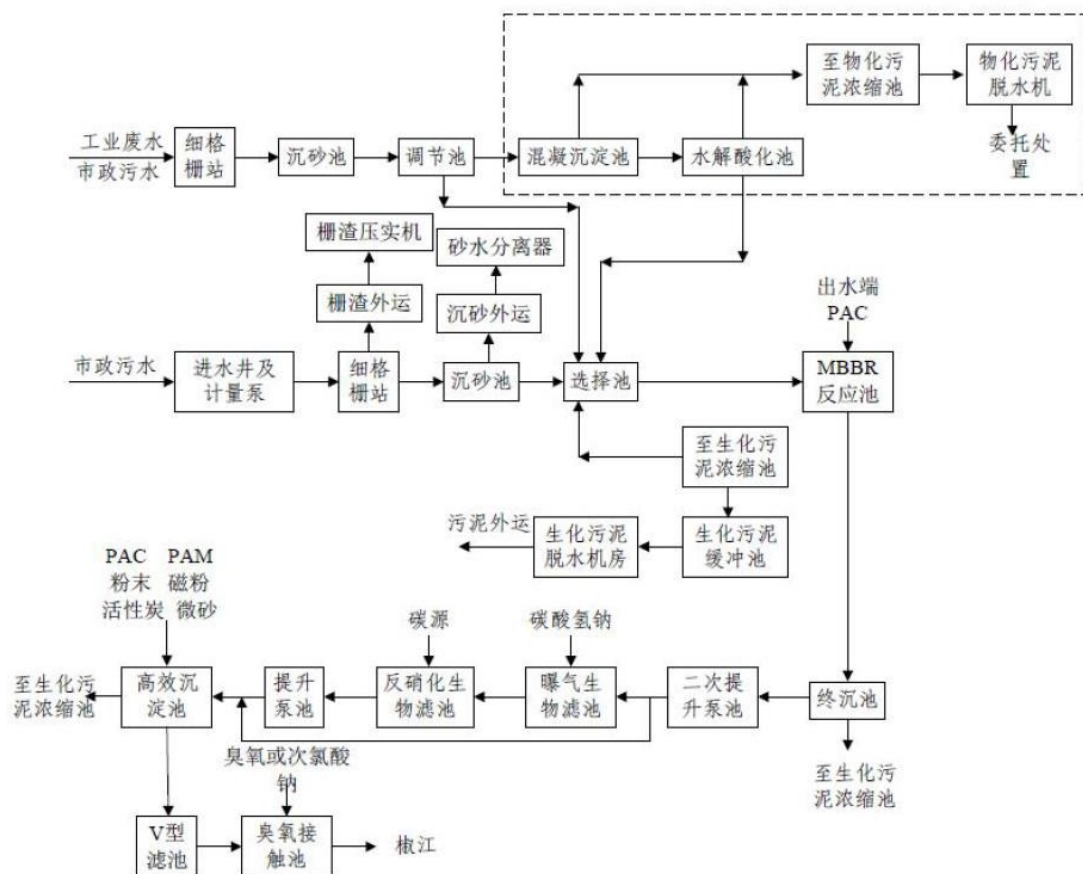 至物化污
泥浓缩池
物化污泥
脱水机
委托处
置
工业废水
市政污水
细格
栅站
沉砂池
调节池
混凝沉淀池
水解酸化池
栅渣压实机
砂水分离器
栅渣外运
沉砂外运
出水端
PAC
市政污水
进水井及
计量泵
细格
栅站
沉砂池
选择池
MBBR
反应池
至生化污
泥浓缩池
污泥外运
生化污泥
脱水机房
生化污泥
缓冲池
PAC PAM
粉末 磁粉
活性炭 微砂
碳源
碳酸氢钠
至生化污
泥浓缩池
高效沉
淀池
提升
泵池
反硝化生
物滤池
曝气生
物滤池
二次提
升泵池
终沉池
臭氧或次氯酸
钠
至生化污
泥浓缩池
V型
滤池
臭氧接
触池
椒江